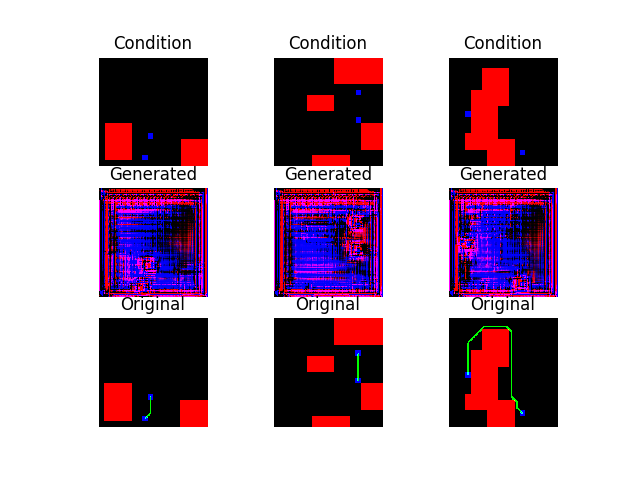 Condition Condition Condition
Generated Generated Generated
Original Original Original